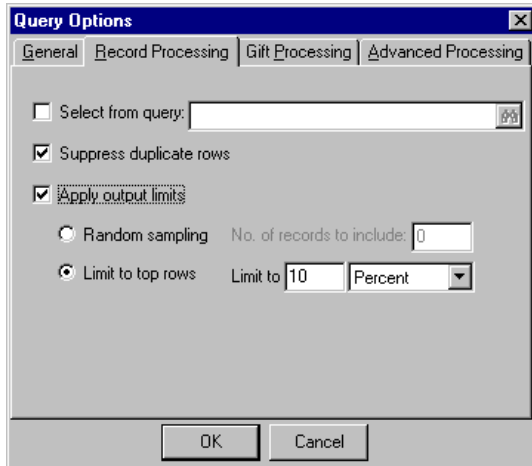 Query Options
General Record Processing Gift Processing Advanced Processing
Select from query:
Suppress duplicate rows
Apply output limits
Random sampling No. of records to include: 0
Limit to top rows Limit to 10 Percent
OK Cancel